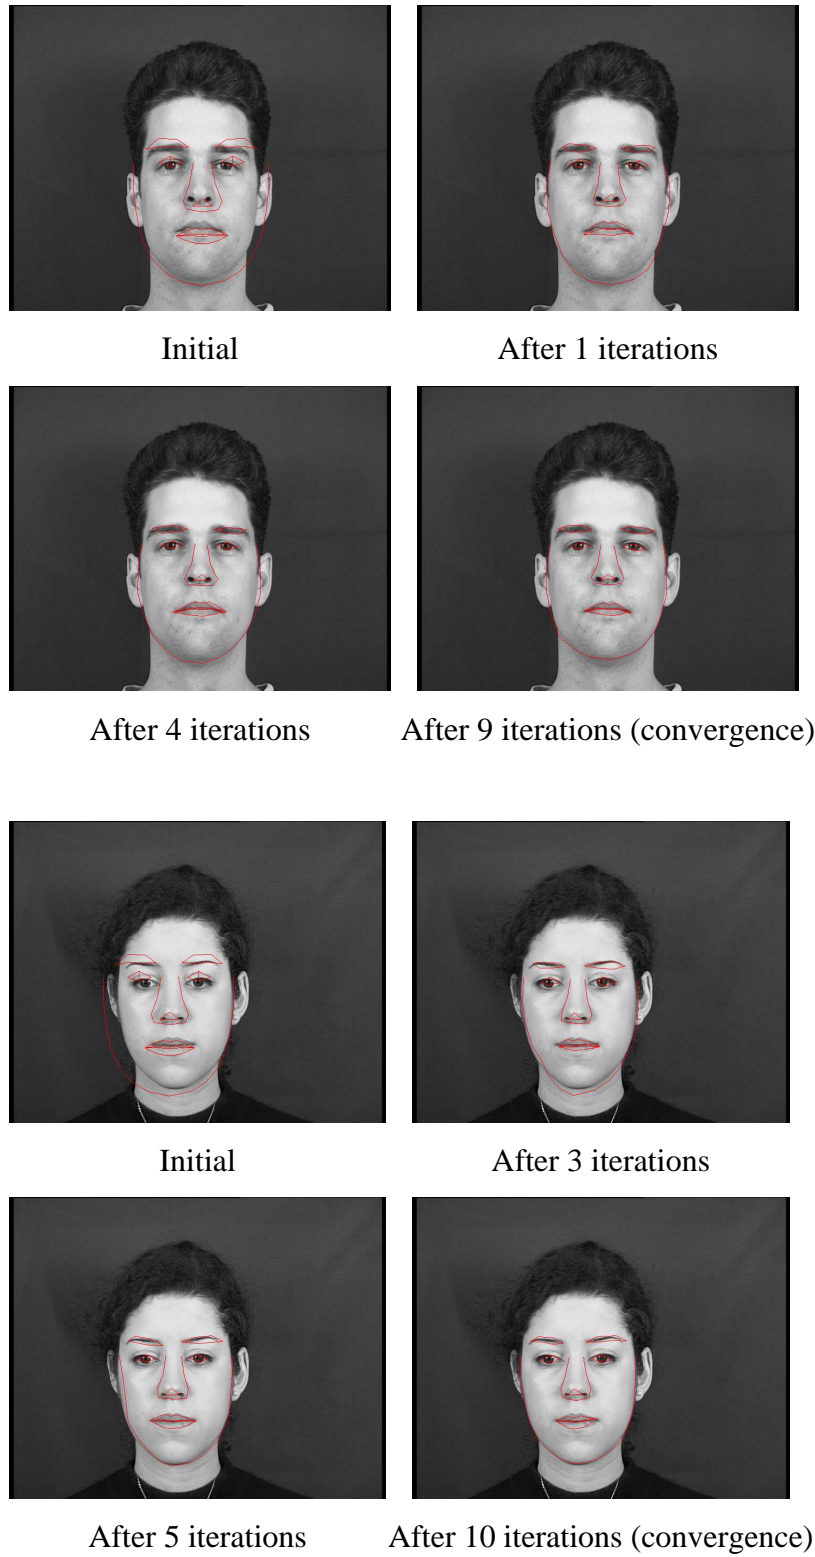 Initial
After 1 iterations
After 4 iterations
After 9 iterations (convergence)
Initial
After 3 iterations
After 5 iterations
After 10 iterations (convergence)